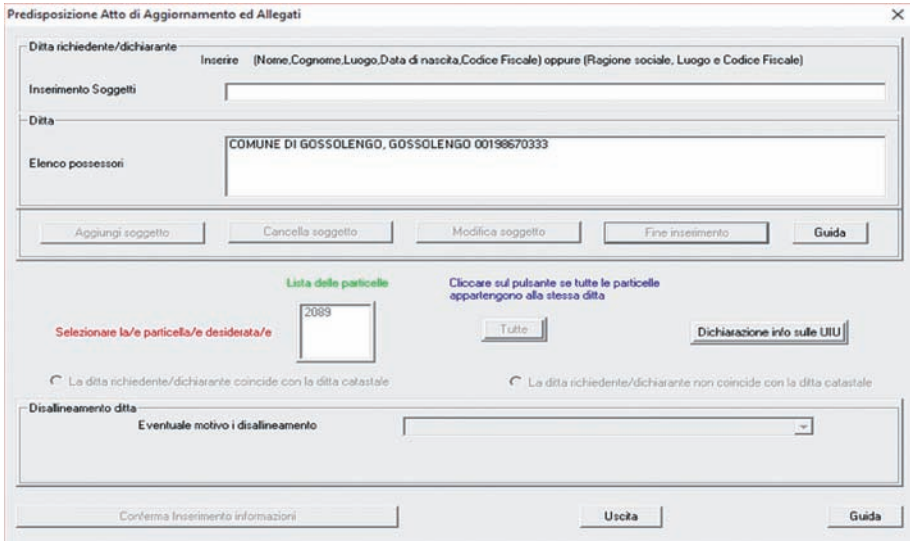 Predisposizione Atto di Aggiornamento ed Allegati
Ditta richiedente/dichiarante
Inserire (Nome,Cognome,Luogo,Data di nascita,Codice Fiscale) oppure (Ragione sociale, Luogo e Codice Fiscale)
Inserimento Soggetti
Ditta
COMUNE DI GOSSOLENGO, GOSSOLENGO 00198670333
Elenco possessori
Aggiungi soggetto Cancella soggetto Modifica soggetto Fine inserimento Guida
Lista delle particelle
Cliccare sul pulsante se tutte le particelle
appartengono alla stessa ditta
2089
Selezionare la/e particella/e desiderata/e
Tutte
Dichiarazione info sulle UIU
La ditta richiedente/dichiarante coincide con la ditta catastale
La ditta richiedente/dichiarante non coincide con la ditta catastale
Disallineamento ditta
Eventuale motivo i disallineamento
Conferma Inserimento informazioni Uscita Guida